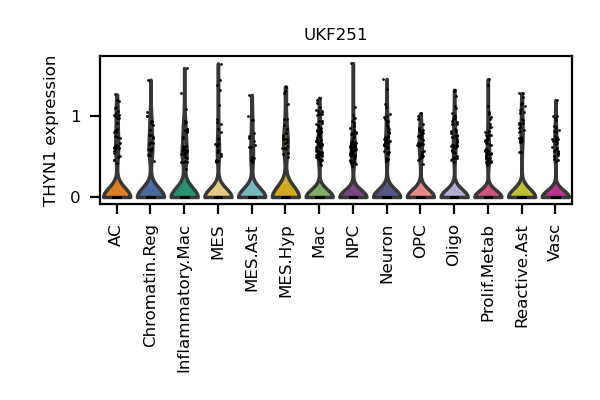 UKF251
THYN1 expression
1
0
AC
Chromatin.Reg
Inflammatory.Mac
MES
MES.Ast
MES.Hyp
Mac
NPC
Neuron
OPC
Oligo
Prolif.Metab
Reactive.Ast
Vasc